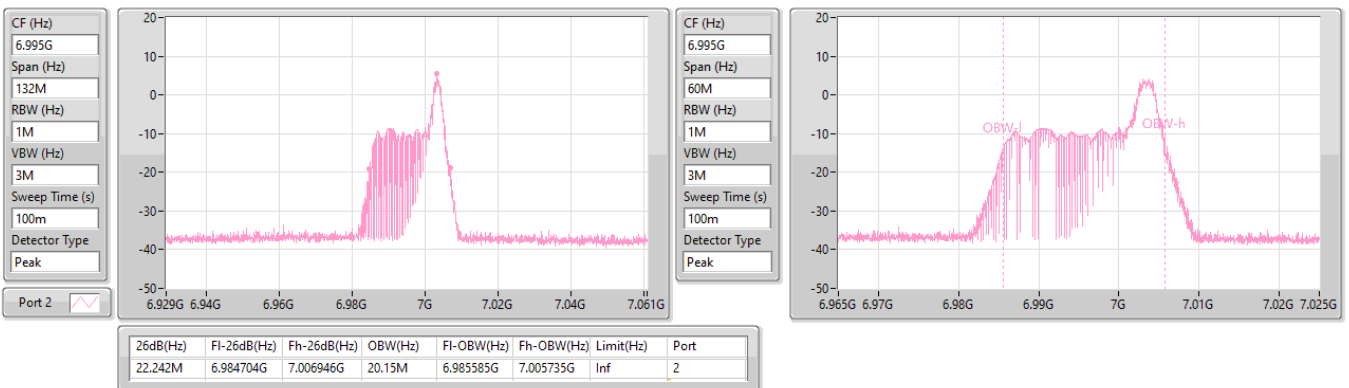 CF (Hz)
6.995G
Span (Hz)
132M
RBW (Hz)
1M
VBW (Hz)
3M
Sweep Time (s)
100m
Detector Type
Peak
Port 2
20
10
0
-10
-20
-30
-40
-50
6.929G 6.94G 6.96G 6.98G 7G 7.02G 7.04G 7.061G
CF (Hz)
6.995G
Span (Hz)
60M
RBW (Hz)
1M
VBW (Hz)
3M
Sweep Time (s)
100m
Detector Type
Peak
20
10
0
-10
-20
-30
-40
-50
OBW-l OBW-h
6.965G 6.97G 6.98G 6.99G 7G 7.01G 7.02G 7.025G
26dB(Hz) Fl-26dB(Hz) Fh-26dB(Hz) OBW(Hz) Fl-OBW(Hz) Fh-OBW(Hz) Limit(Hz) Port
22.242M 6.984704G 7.006946G 20.15M 6.985585G 7.005735G Inf 2